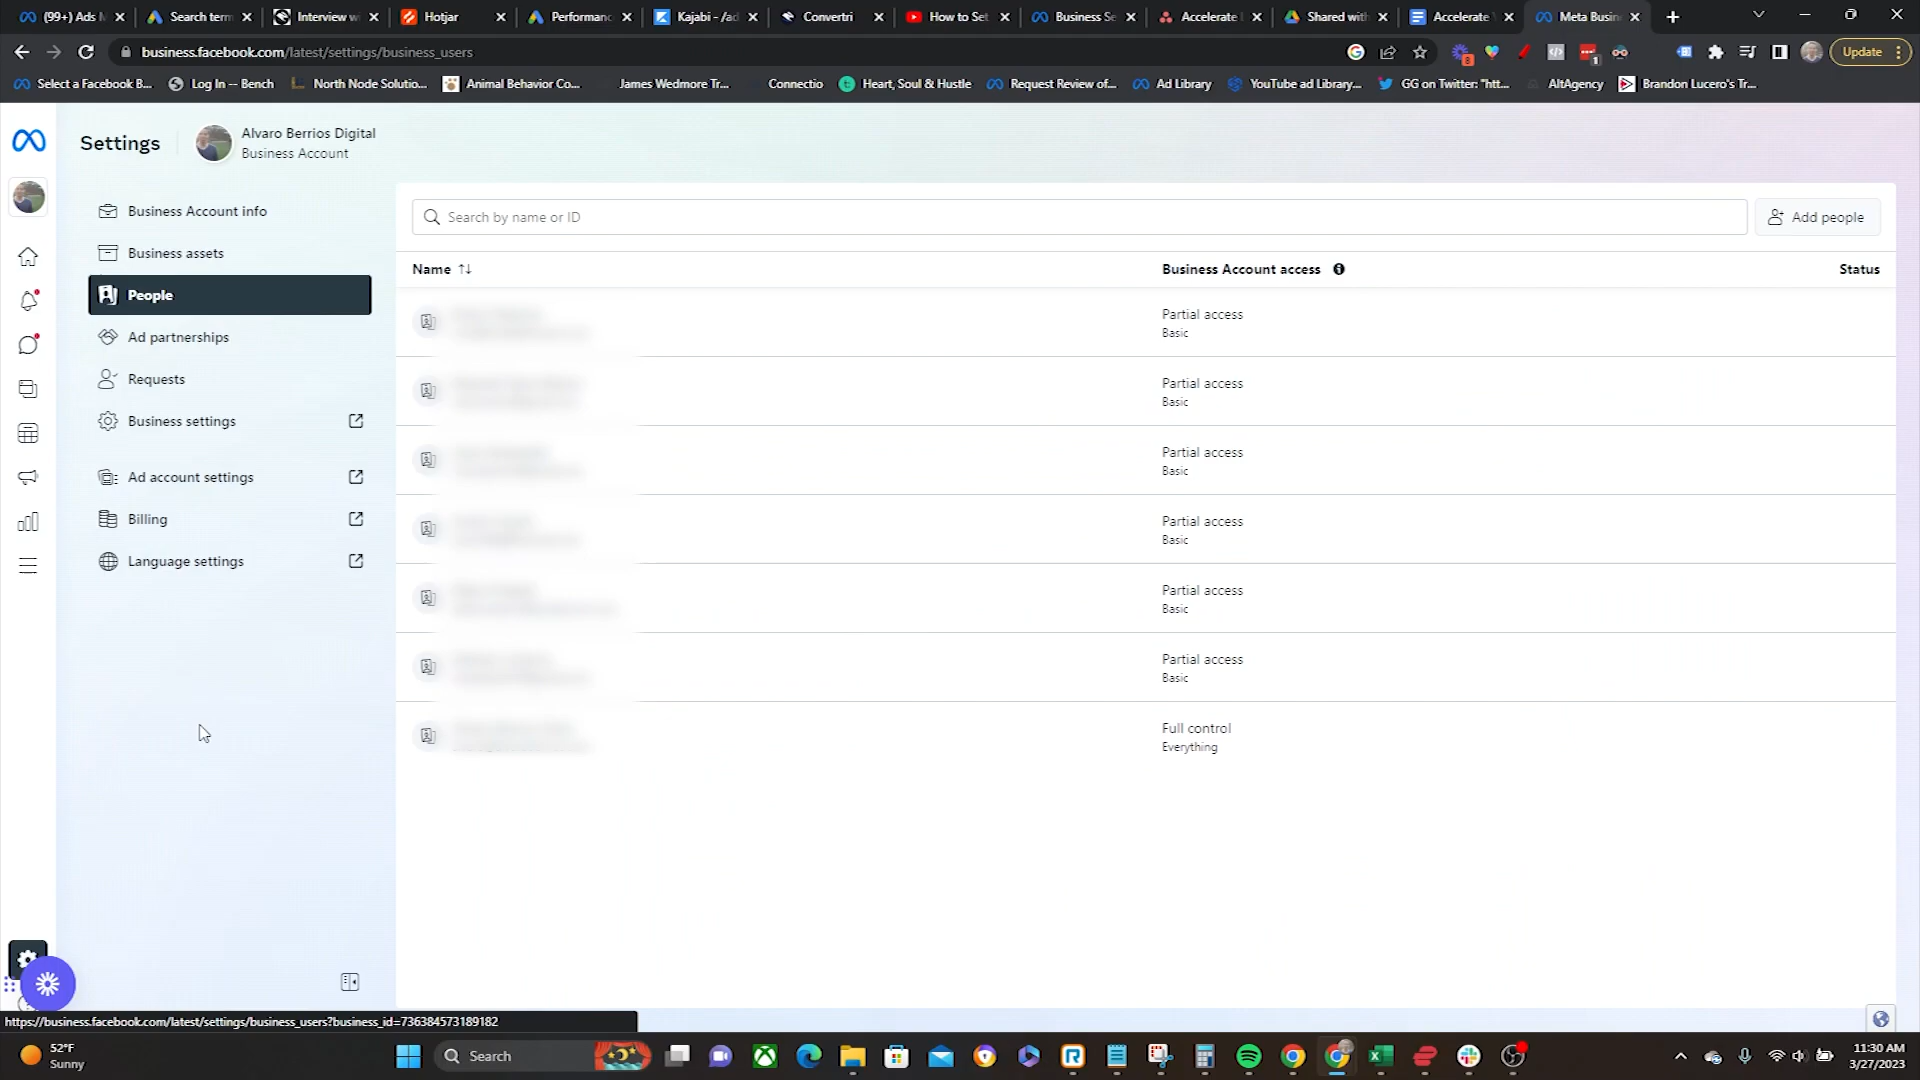 (99+) Ads M
Search term
Interview w
Hotjar
Performanc
Kajabi - /ad
Convertri
How to Set
Business Se
Accelerate
Shared with
Accelerate
Meta Busin
business.facebook.com/latest/settings/business_users
8
1
Update
Select a Facebook B...
Log In — Bench
North Node Solutio...
Animal Behavior Co...
James Wedmore Tr...
Connectio
Heart, Soul & Hustle
Request Review of...
Ad Library
YouTube ad Library...
GG on Twitter: "htt...
AltAgency
Brandon Lucero's Tr...
Settings
Alvaro Berrios Digital
Business Account
Business Account info
Business assets
People
Ad partnerships
Requests
Business settings
Ad account settings
Billing
Language settings
Search by name or ID
Add people
Name
Business Account access
Status
Partial access
Basic
Partial access
Basic
Partial access
Basic
Partial access
Basic
Partial access
Basic
Partial access
Basic
Full control
Everything
https://business.facebook.com/latest/settings/business_users?business_id=736384573189182
52°F
Sunny
Search
11:30 AM
3/27/2023